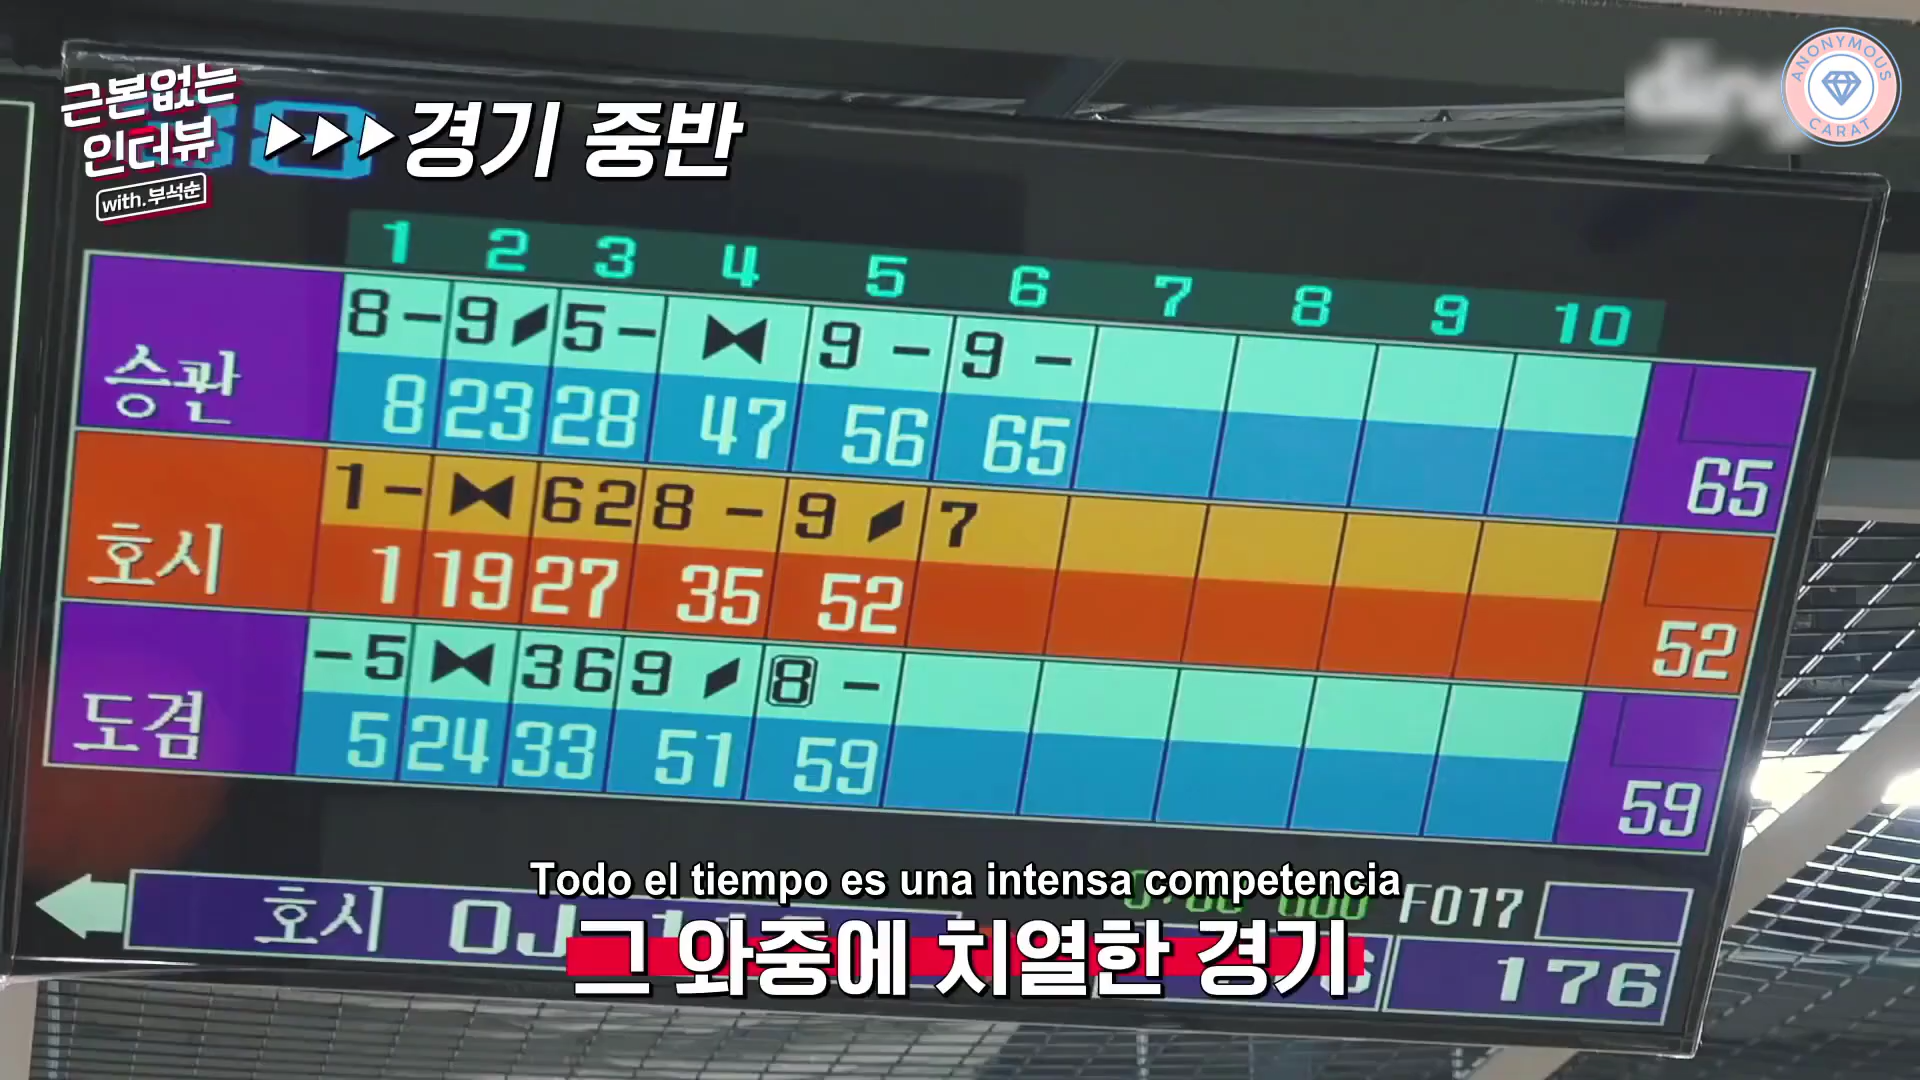 근본없는
인터뷰
with.부석순
경기 중반
ANONYMOUS
CARAT
1 2 3 4 5 6 7 8 9 10
승관
8 - 9 5 - 9 - 9 -
8 23 28 47 56 65 65
호시
1 - 6 2 8 - 9 7
1 19 27 35 52 52
도겸
- 5 3 6 9 8 -
5 24 33 51 59 59
Todo el tiempo es una intensa competencia
F017
호시
그 와중에 치열한 경기
176